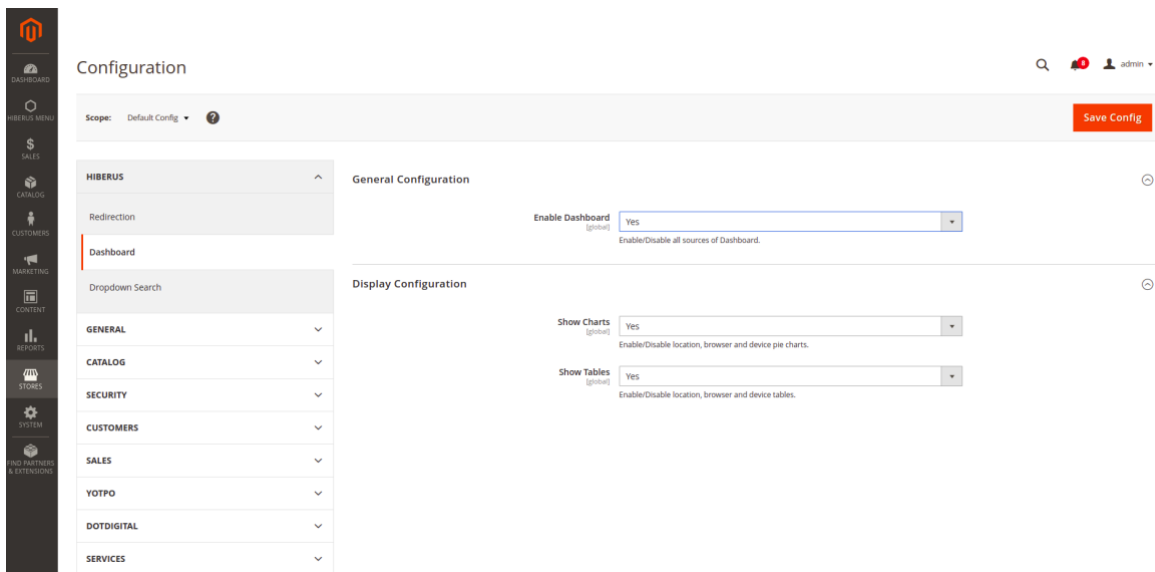 Configuration
8
admin
DASHBOARD
HIBERUS MENU
SALES
CATALOG
CUSTOMERS
MARKETING
CONTENT
REPORTS
STORES
SYSTEM
FIND PARTNERS
& EXTENSIONS
Scope: Default Config ?
Save Config
HIBERUS
Redirection
Dashboard
Dropdown Search
GENERAL
CATALOG
SECURITY
CUSTOMERS
SALES
YOTPO
DOTDIGITAL
SERVICES
General Configuration
Enable Dashboard
[global]
Yes
Enable/Disable all sources of Dashboard.
Display Configuration
Show Charts
[global]
Yes
Enable/Disable location, browser and device pie charts.
Show Tables
[global]
Yes
Enable/Disable location, browser and device tables.